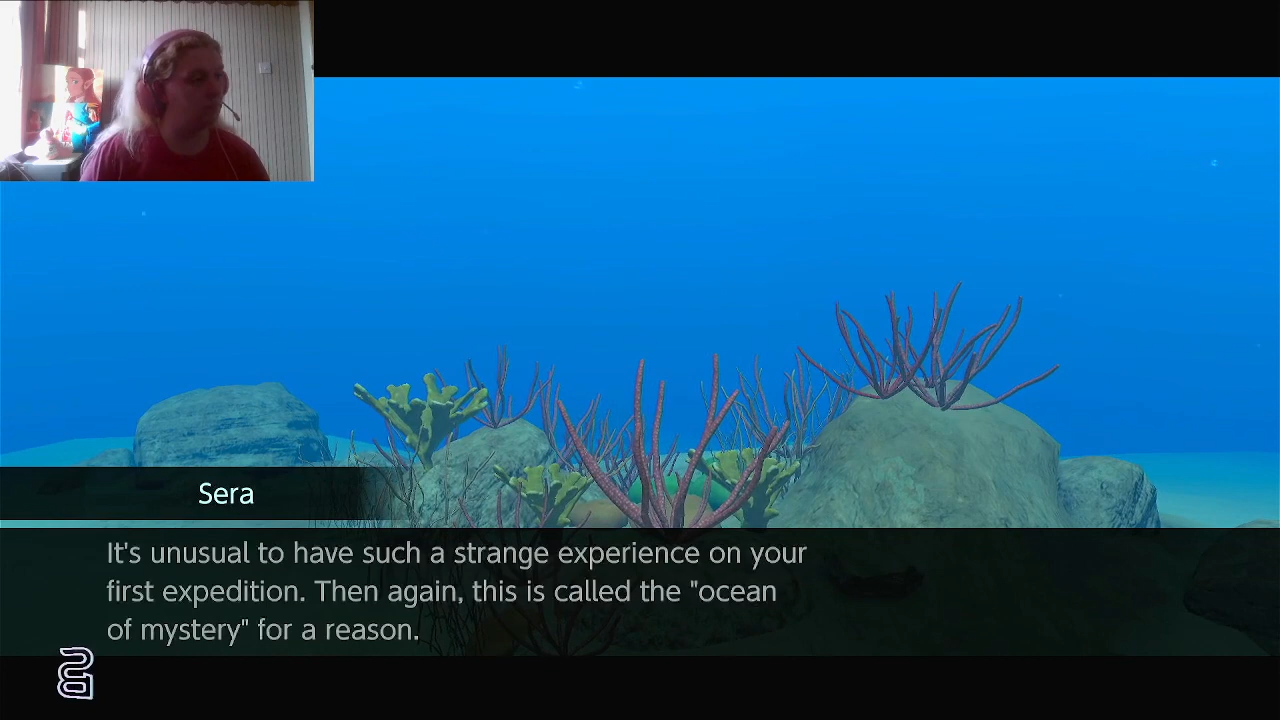 Sera
It's unusual to have such a strange experience on your
first expedition. Then again, this is called the "ocean
of mystery" for a reason.